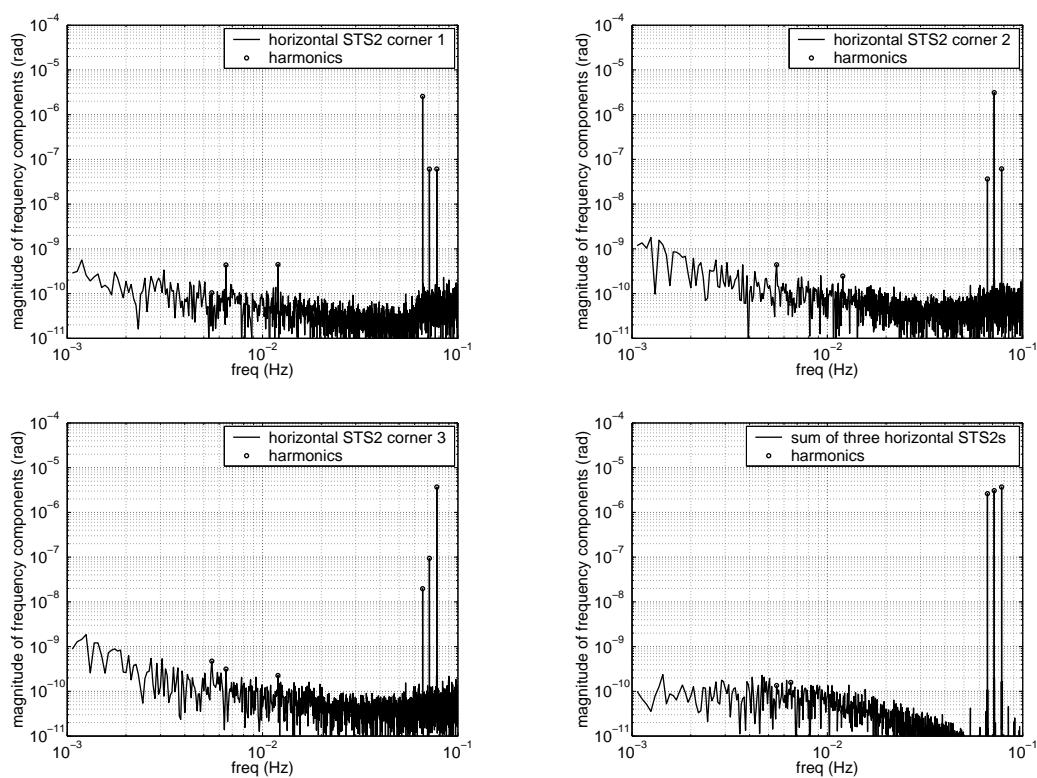 10⁻⁴
10⁻⁵
10⁻⁶
10⁻⁷
10⁻⁸
10⁻⁹
10⁻¹⁰
10⁻¹¹
magnitude of frequency components (rad)
horizontal STS2 corner 1
harmonics
10⁻³
10⁻²
10⁻¹
freq (Hz)
10⁻⁴
10⁻⁵
10⁻⁶
10⁻⁷
10⁻⁸
10⁻⁹
10⁻¹⁰
10⁻¹¹
magnitude of frequency components (rad)
horizontal STS2 corner 2
harmonics
10⁻³
10⁻²
10⁻¹
freq (Hz)
10⁻⁴
10⁻⁵
10⁻⁶
10⁻⁷
10⁻⁸
10⁻⁹
10⁻¹⁰
10⁻¹¹
magnitude of frequency components (rad)
horizontal STS2 corner 3
harmonics
10⁻³
10⁻²
10⁻¹
freq (Hz)
10⁻⁴
10⁻⁵
10⁻⁶
10⁻⁷
10⁻⁸
10⁻⁹
10⁻¹⁰
10⁻¹¹
magnitude of frequency components (rad)
sum of three horizontal STS2s
harmonics
10⁻³
10⁻²
10⁻¹
freq (Hz)